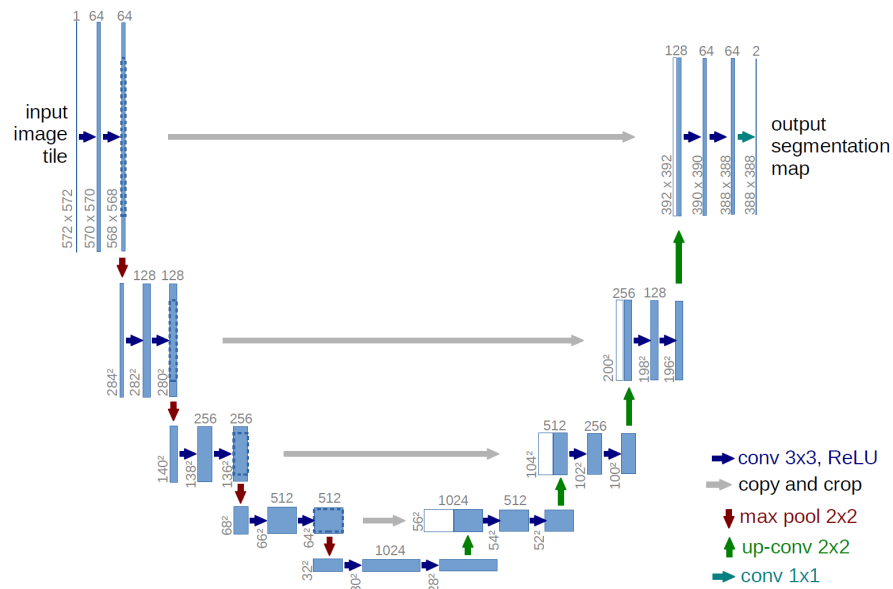 1 64 64
128 64 64 2
input
image
tile
output
segmentation
map
572 x 572
570 x 570
568 x 568
392 x 392
390 x 390
388 x 388
388 x 388
128 128
256 128
284²
282²
280²
200²
198²
196²
256 256
512 256
140²
138²
136²
104²
102²
100²
512 512
1024 512
68²
66²
64²
56²
54²
52²
1024
32²
30²
28²
conv 3x3, ReLU
copy and crop
max pool 2x2
up-conv 2x2
conv 1x1